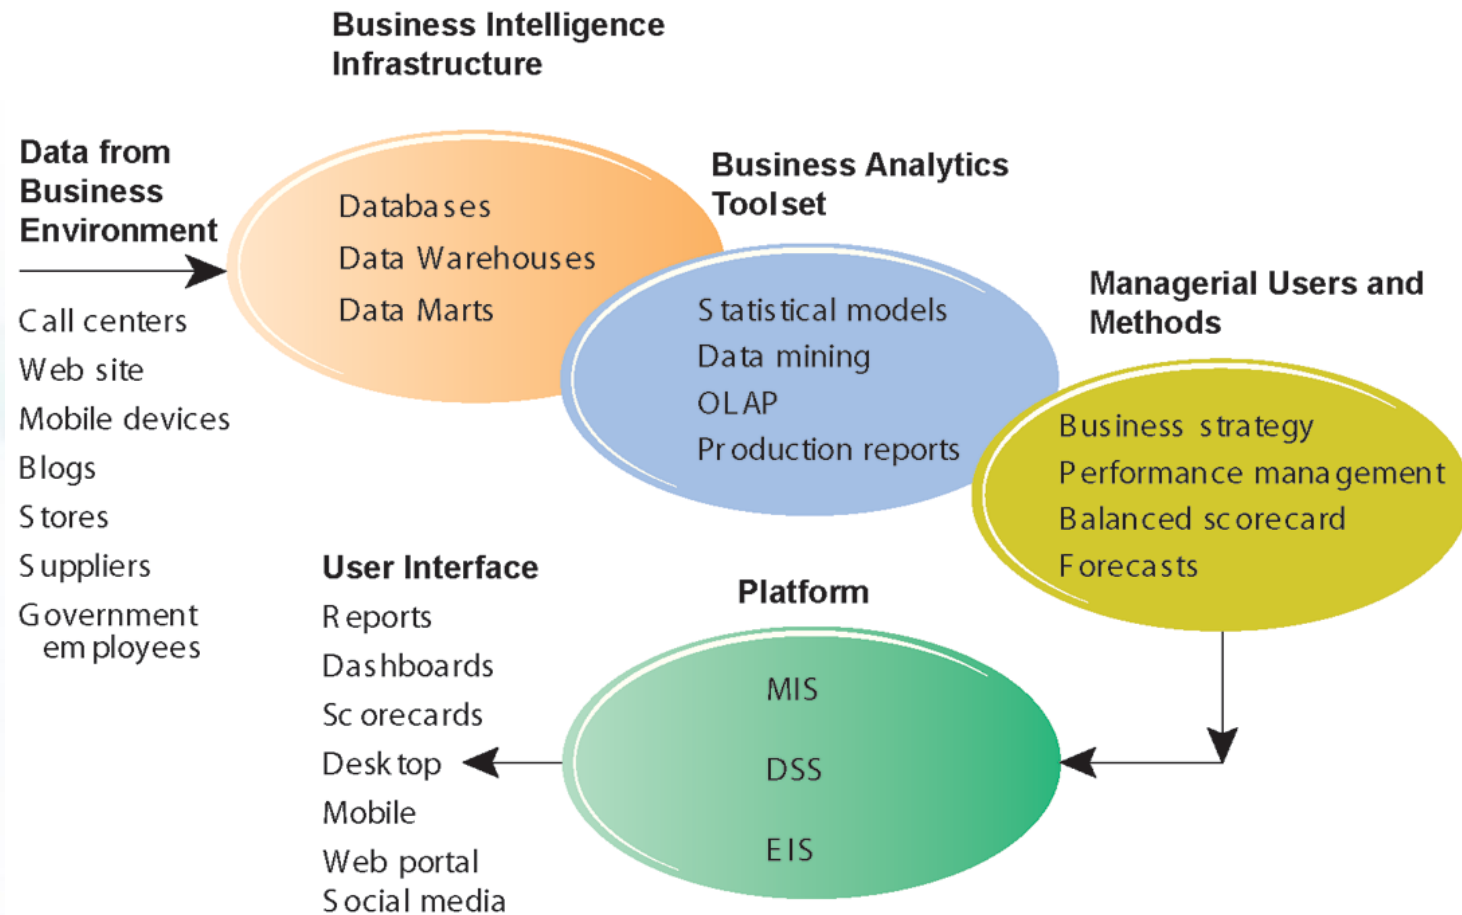 Business Intelligence
Infrastructure
Data from
Business
Environment
Call centers
Web site
Mobile devices
Blogs
Stores
Suppliers
Government
employees
Databases
Data Warehouses
Data Marts
Business Analytics
Toolset
Statistical models
Data mining
OLAP
Production reports
Managerial Users and
Methods
Business strategy
Performance management
Balanced scorecard
Forecasts
Platform
MIS
DSS
EIS
User Interface
Reports
Dashboards
Scorecards
Desktop
Mobile
Web portal
Social media